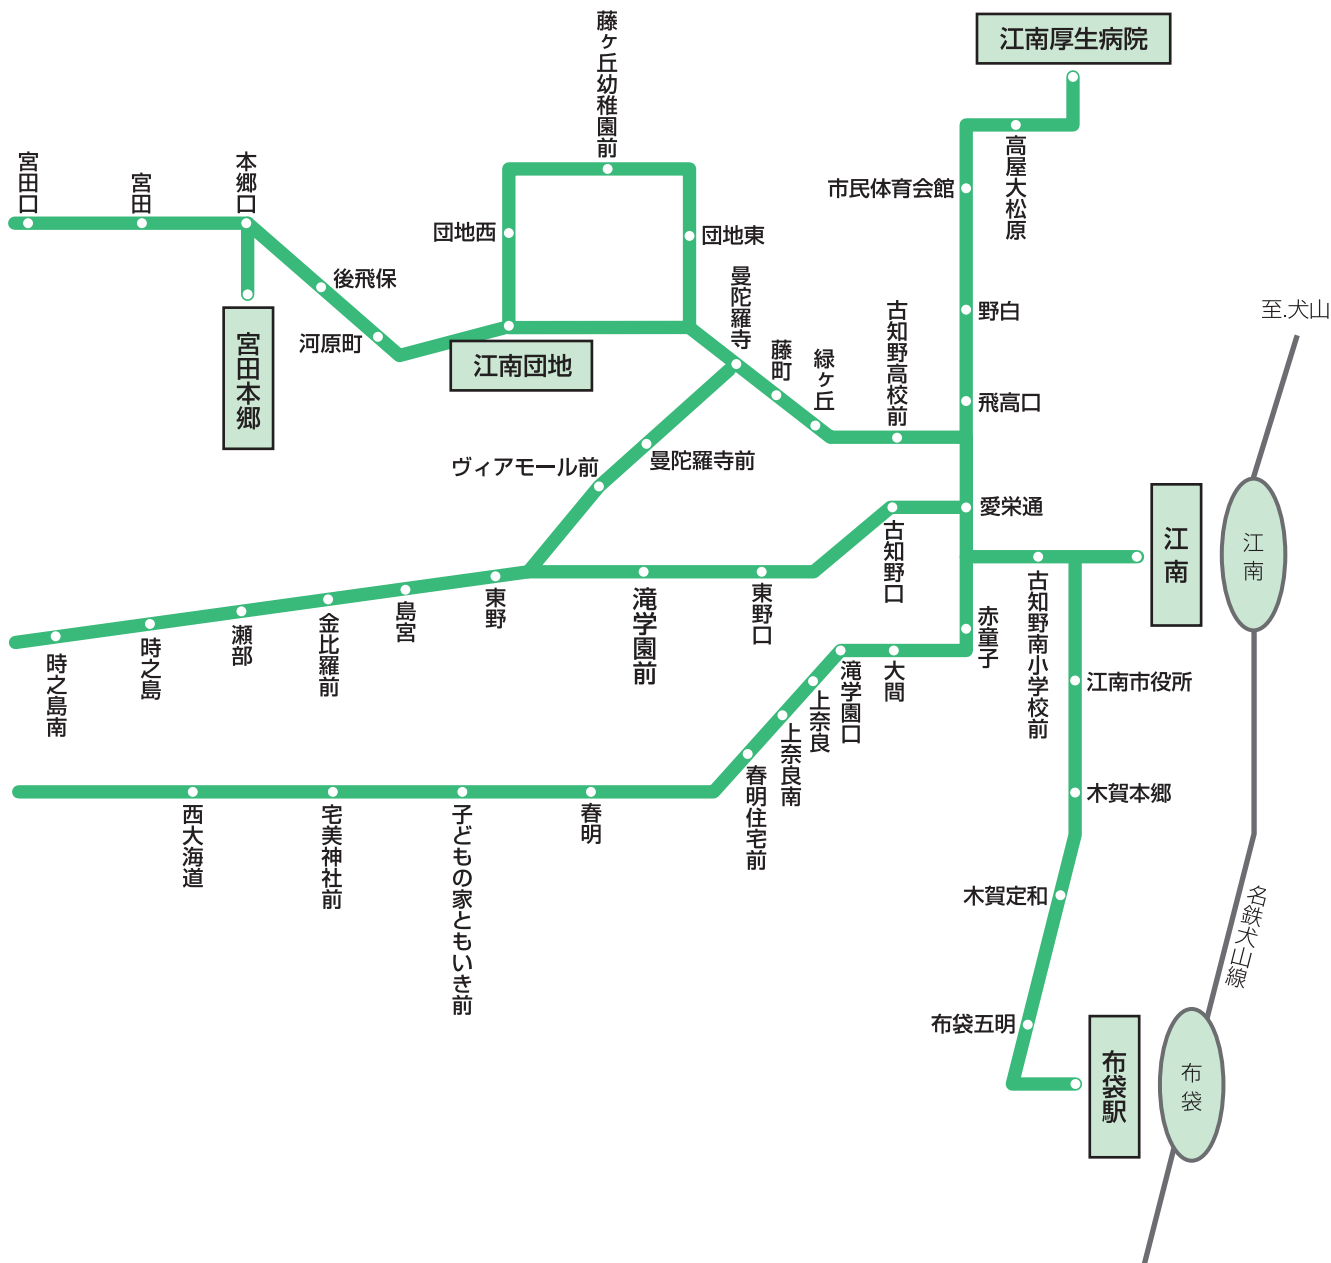 藤ヶ丘幼稚園前
江南厚生病院
高屋大松原
宮田口
宮田
本郷口
市民体育会館
団地西
団地東
後飛保
曼陀羅寺
河原町
野白
至.犬山
古知野高校前
藤町
緑ヶ丘
江南団地
宮田本郷
飛高口
曼陀羅寺前
ヴィアモール前
愛栄通
江南
江南
古知野口
古知野南小学校前
東野口
滝学園前
東野
島宮
金比羅前
瀬部
時之島
時之島南
赤童子
大間
滝学園口
上奈良
上奈良南
春明住宅前
江南市役所
木賀本郷
春明
子どもの家ともいき前
宅美神社前
西大海道
木賀定和
名鉄犬山線
布袋五明
布袋駅
布袋